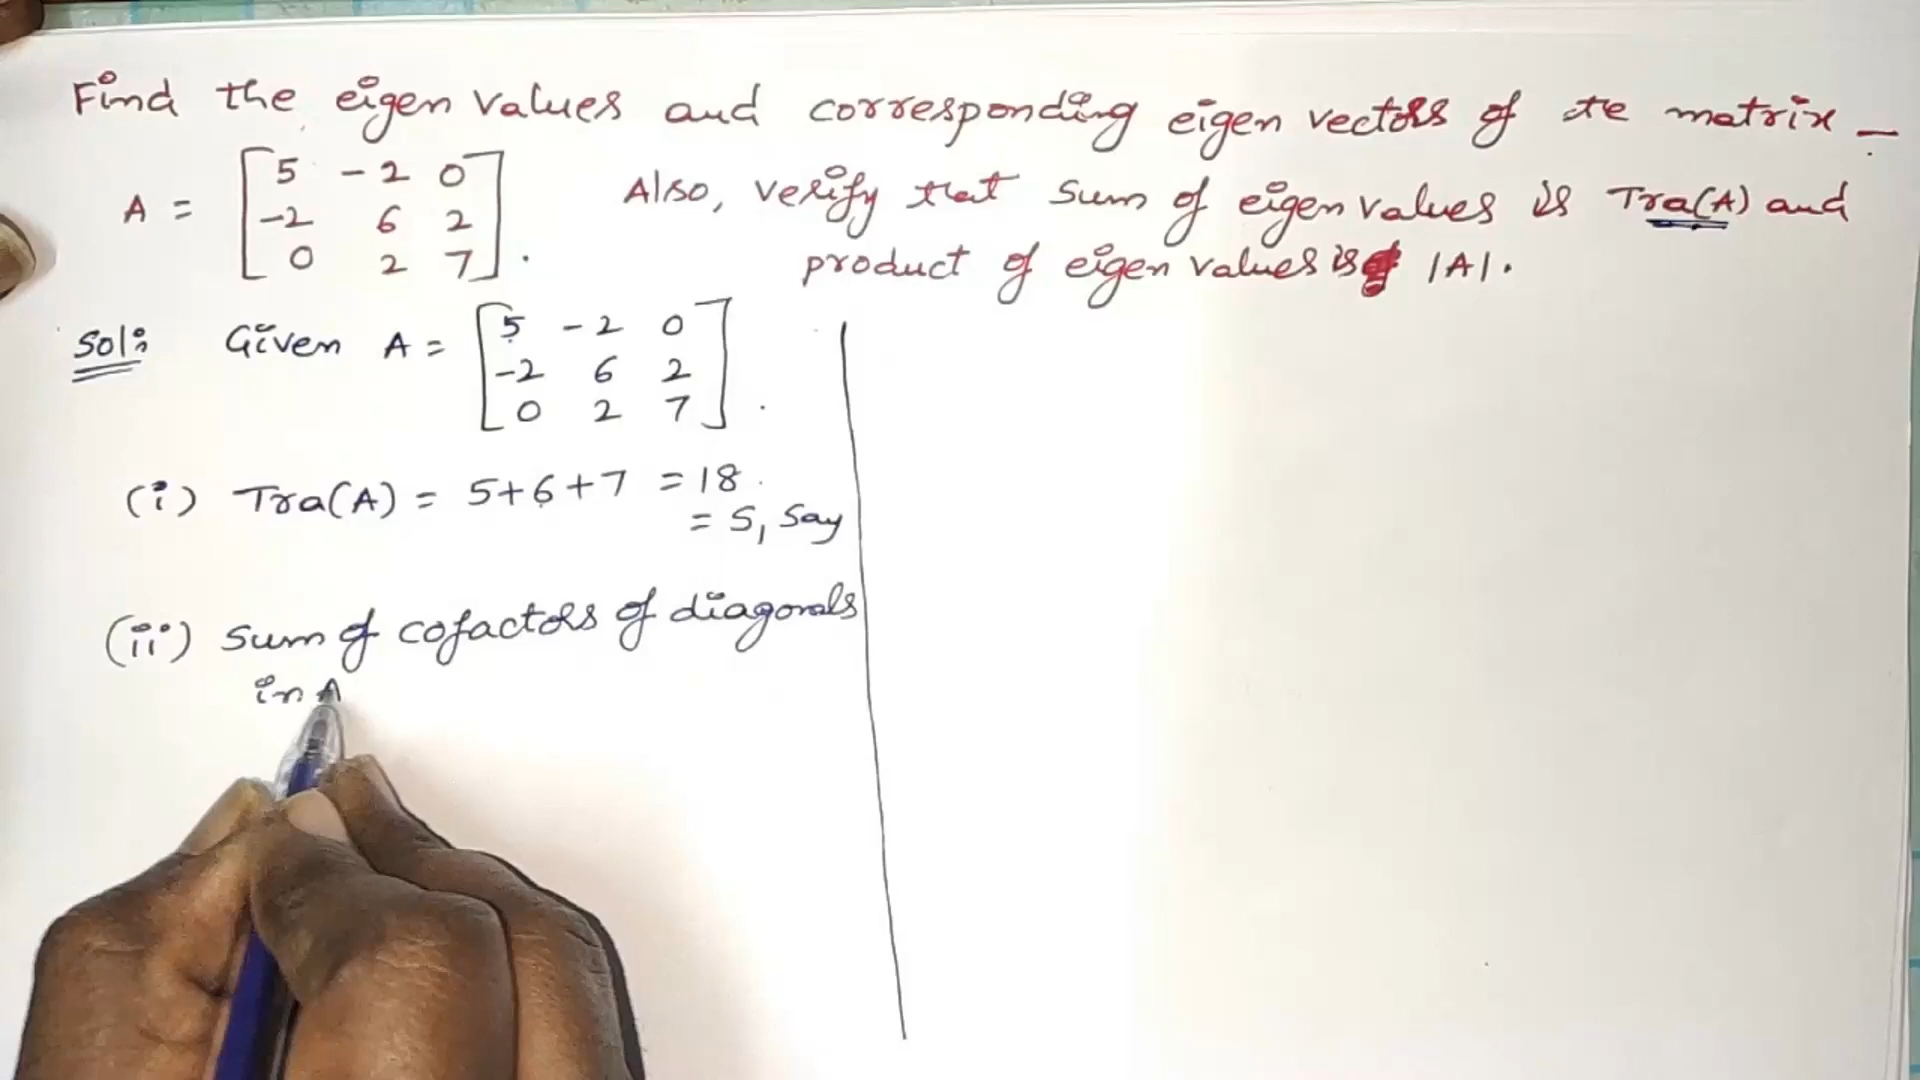 Find the eigen values and corresponding eigen vectors of te matrix –
A = [5 -2 0
-2 6 2
0 2 7].
Also, verify that sum of eigen values is Tra(A) and
product of eigen values is |A|.
Sol: Given A = [5 -2 0
-2 6 2
0 2 7].
(i) Tra(A) = 5+6+7 = 18.
= S, say
(ii) sum of cofactors of diagonals
in A